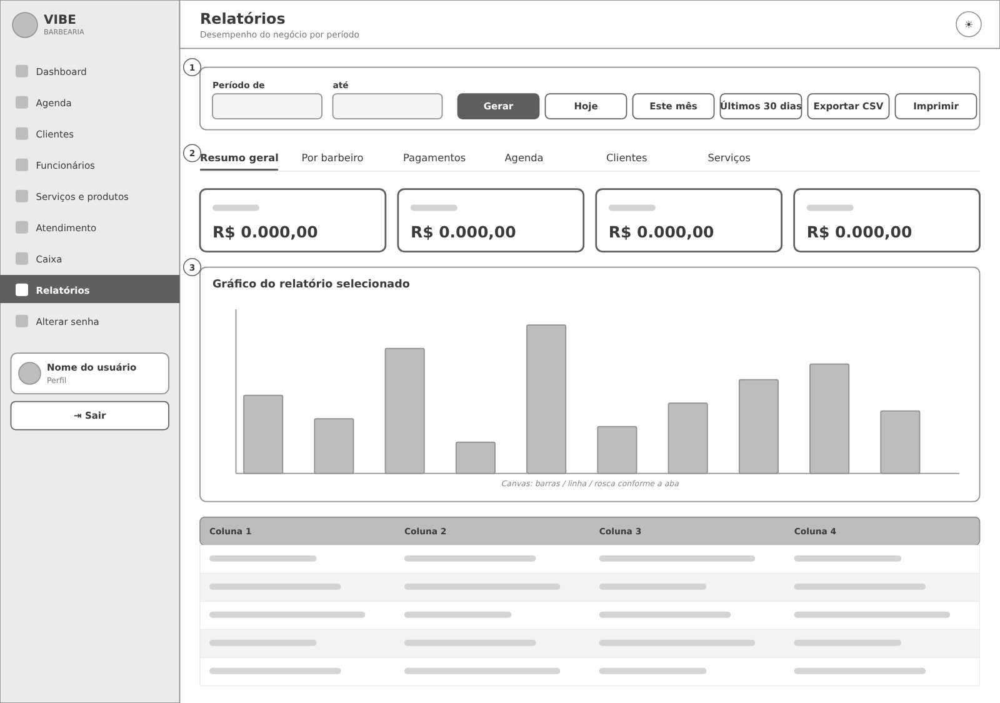 VIBE
BARBEARIA
Dashboard
Agenda
Clientes
Funcionários
Serviços e produtos
Atendimento
Caixa
Relatórios
Alterar senha
Nome do usuário
Perfil
⇥ Sair
Relatórios
Desempenho do negócio por período
☀
1
Período de
até
Gerar
Hoje
Este mês
Últimos 30 dias
Exportar CSV
Imprimir
2
Resumo geral
Por barbeiro
Pagamentos
Agenda
Clientes
Serviços
R$ 0.000,00
R$ 0.000,00
R$ 0.000,00
R$ 0.000,00
3
Gráfico do relatório selecionado
Canvas: barras / linha / rosca conforme a aba
Coluna 1
Coluna 2
Coluna 3
Coluna 4